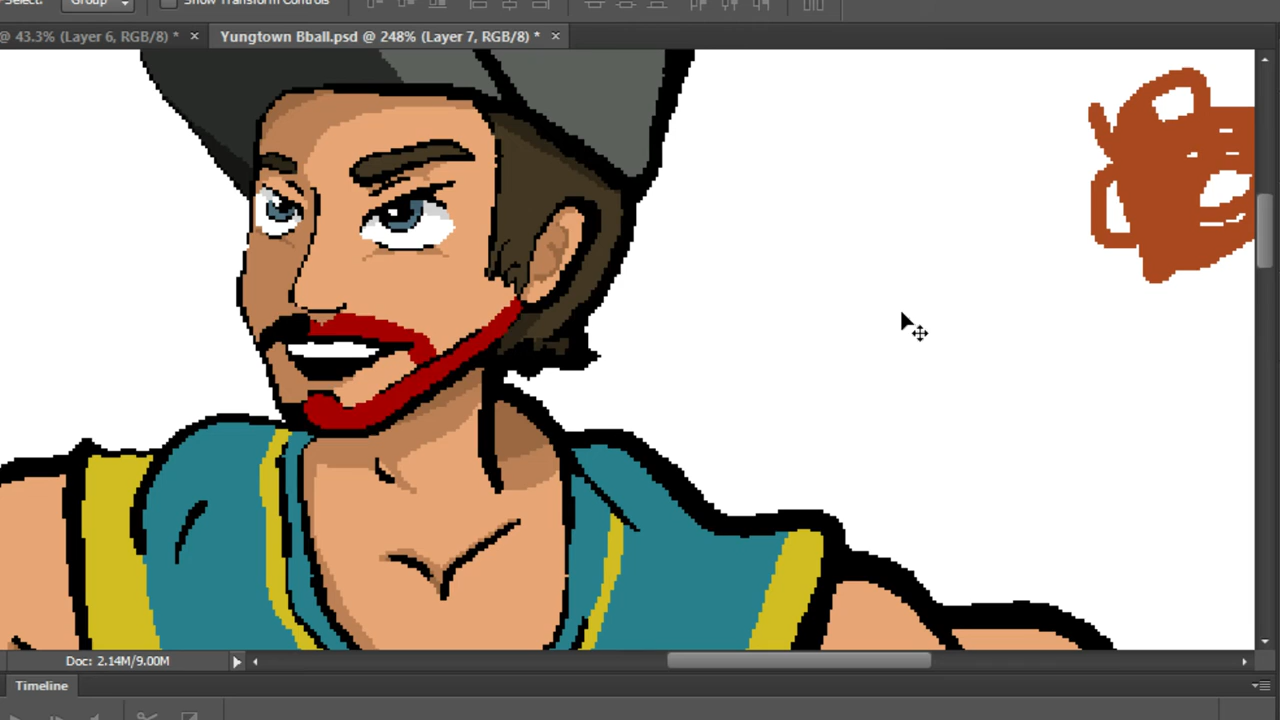 Select: Group Show Transform Controls
@ 43.3% (Layer 6, RGB/8) * × Yungtown Bball.psd @ 248% (Layer 7, RGB/8) * ×
Doc: 2.14M/9.00M
Timeline